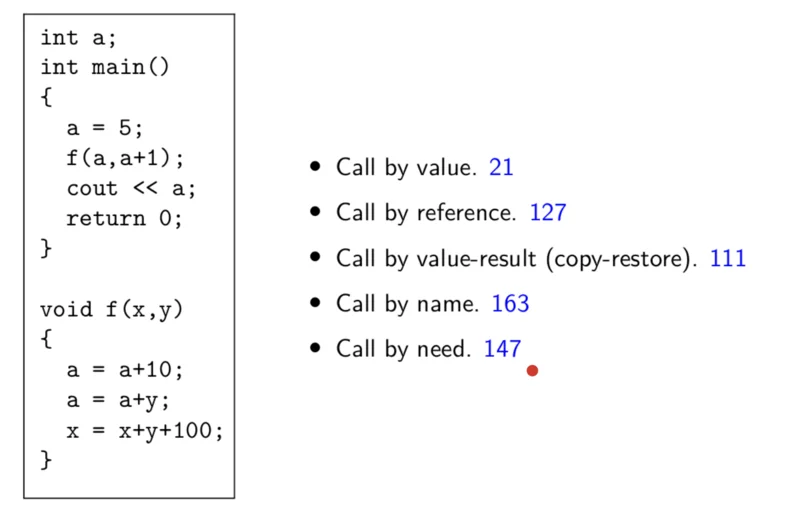 int a;
int main()
{
a = 5;
f(a,a+1);
cout << a;
return 0;
}
void f(x,y)
{
a = a+10;
a = a+y;
x = x+y+100;
}
• Call by value. 21
• Call by reference. 127
• Call by value-result (copy-restore). 111
• Call by name. 163
• Call by need. 147